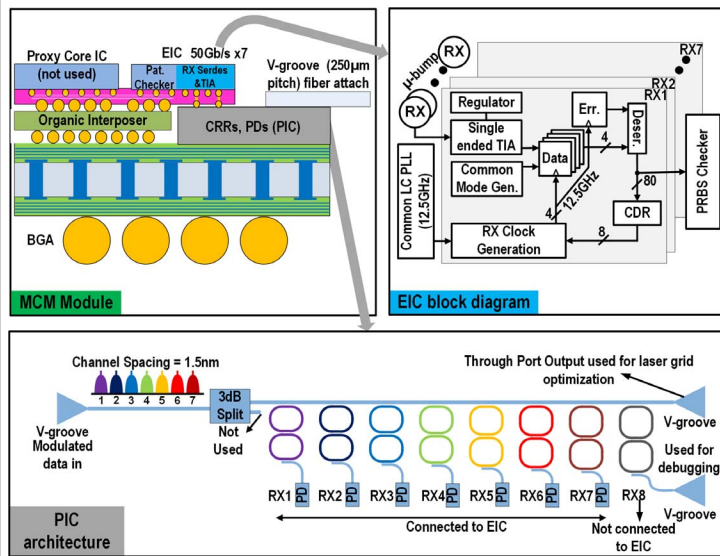 Proxy Core IC
(not used)
EIC 50Gb/s x7
Pat.
Checker
RX Serdes
&TIA
V-groove (250µm
pitch) fiber attach
Organic Interposer
CRRs, PDs (PIC)
BGA
MCM Module
µ-bump
RX
RX
RX7
RX2
RX1
Regulator
Single
ended TIA
Common
Mode Gen.
Data
Err.
Deser.
4
4
12.5GHz
80
8
CDR
RX Clock
Generation
Common LC PLL
(12.5GHz)
PRBS Checker
EIC block diagram
Channel Spacing = 1.5nm
1 2 3 4 5 6 7
V-groove
Modulated
data in
3dB
Split
Not
Used
Through Port Output used for laser grid
optimization
V-groove
Used for
debugging
V-groove
RX1 PD RX2 PD RX3 PD RX4 PD RX5 PD RX6 PD RX7 PD RX8
Connected to EIC
Not connected
to EIC
PIC
architecture